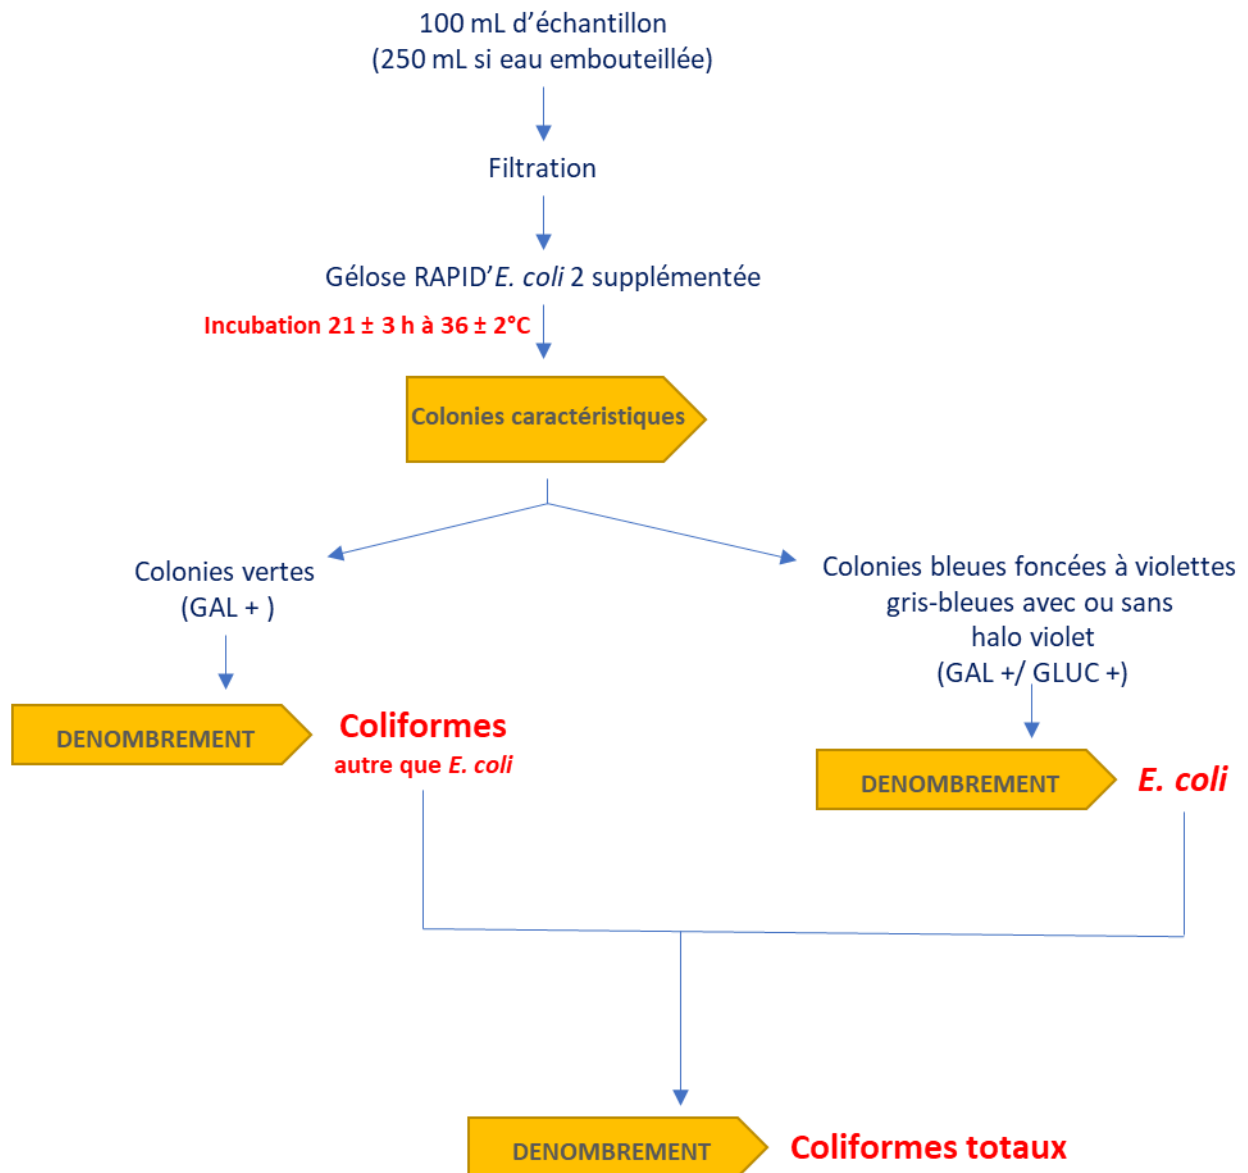 100 mL d’échantillon
(250 mL si eau embouteillée)
Filtration
Gélose RAPID’E. coli 2 supplémentée
Incubation 21 ± 3 h à 36 ± 2°C
Colonies caractéristiques
Colonies vertes
(GAL + )
Colonies bleues foncées à violettes
gris-bleues avec ou sans
halo violet
(GAL +/ GLUC +)
DENOMBREMENT
Coliformes
autre que E. coli
DENOMBREMENT
E. coli
DENOMBREMENT
Coliformes totaux